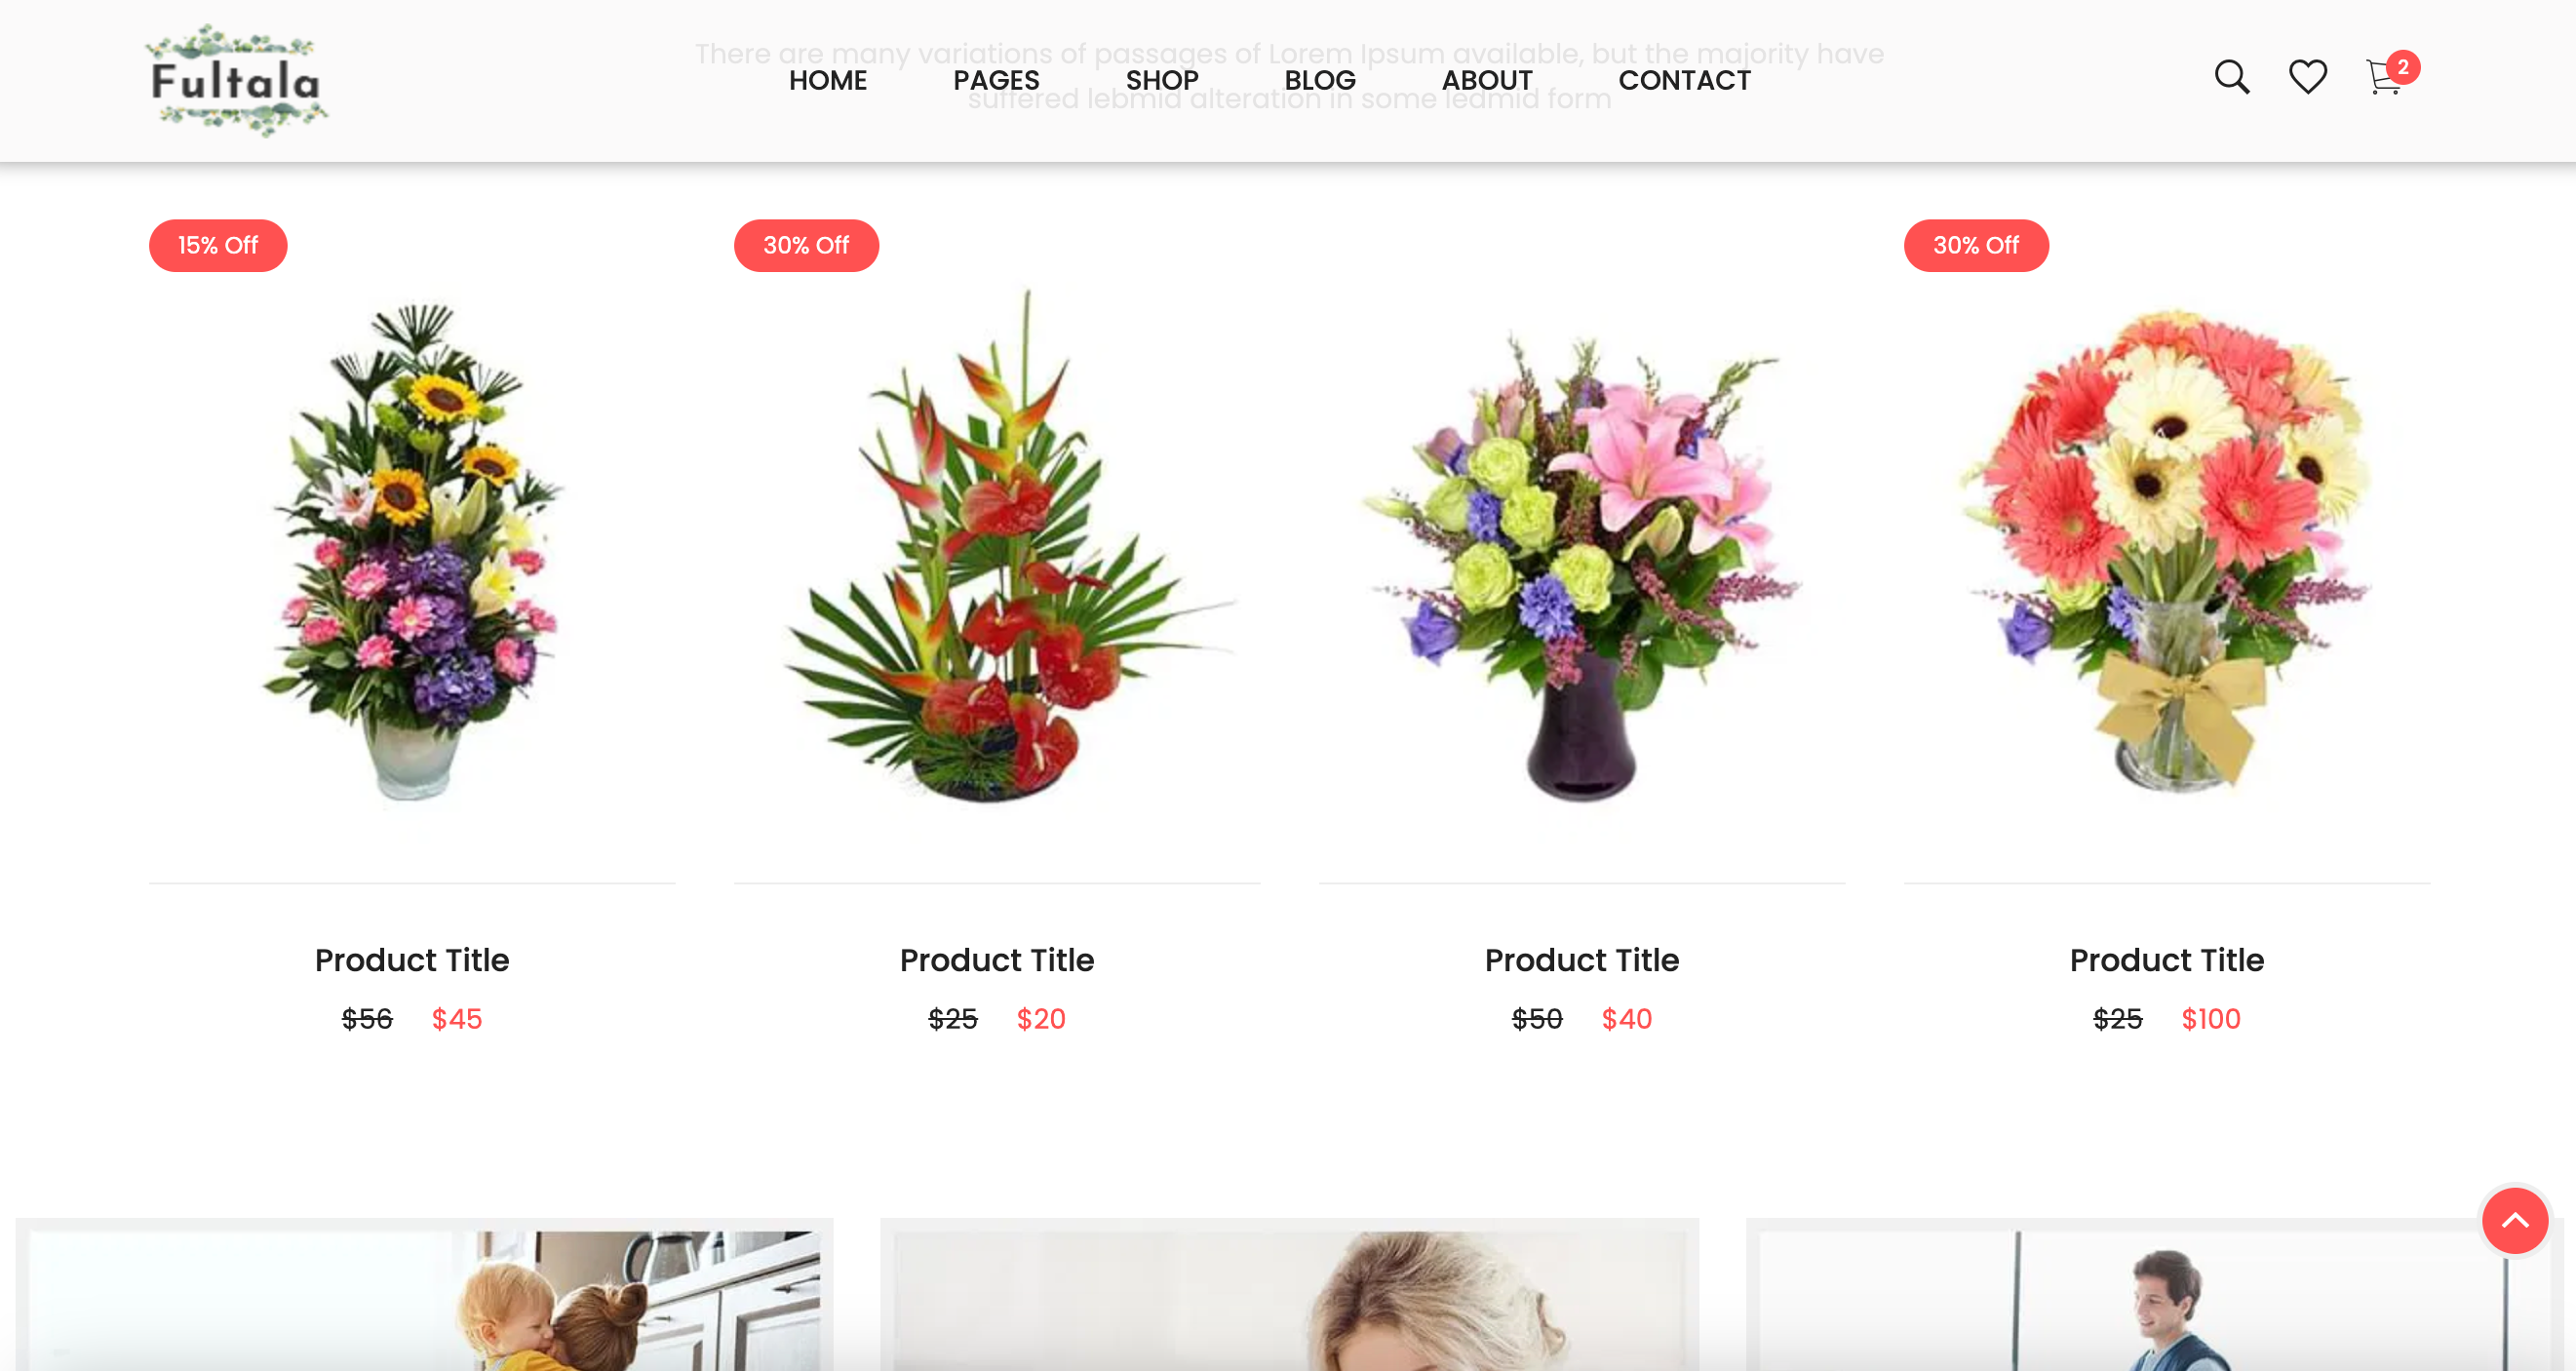 Fultala
There are many variations of passages of Lorem Ipsum available, but the majority have
suffered lebmid alteration in some ledmid form
HOME PAGES SHOP BLOG ABOUT CONTACT
2
15% Off
30% Off
30% Off
Product Title
$56 $45
Product Title
$25 $20
Product Title
$50 $40
Product Title
$25 $100